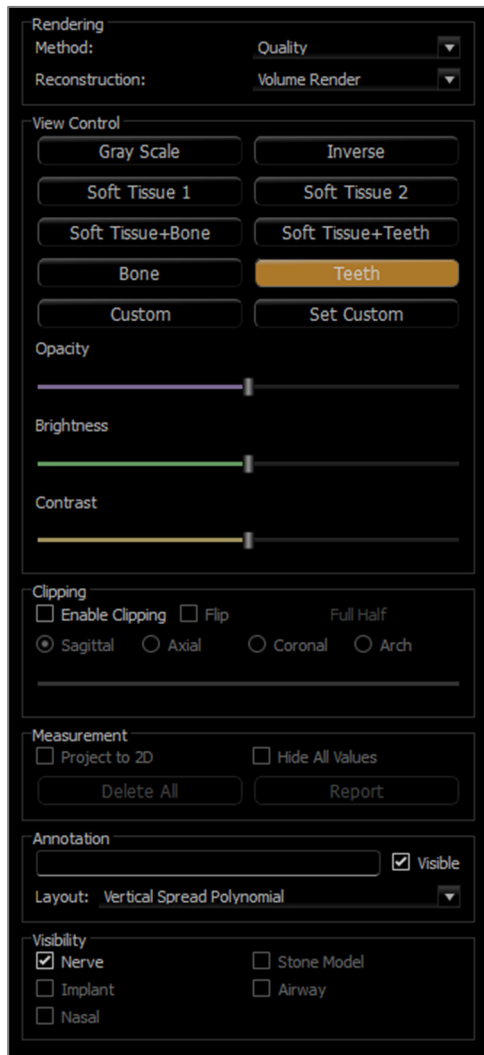 Rendering
Method: Quality
Reconstruction: Volume Render
View Control
Gray Scale Inverse
Soft Tissue 1 Soft Tissue 2
Soft Tissue+Bone Soft Tissue+Teeth
Bone Teeth
Custom Set Custom
Opacity
Brightness
Contrast
Clipping
Enable Clipping Flip Full Half
Sagittal Axial Coronal Arch
Measurement
Project to 2D Hide All Values
Delete All Report
Annotation
Visible
Layout: Vertical Spread Polynomial
Visibility
Nerve Stone Model
Implant Airway
Nasal